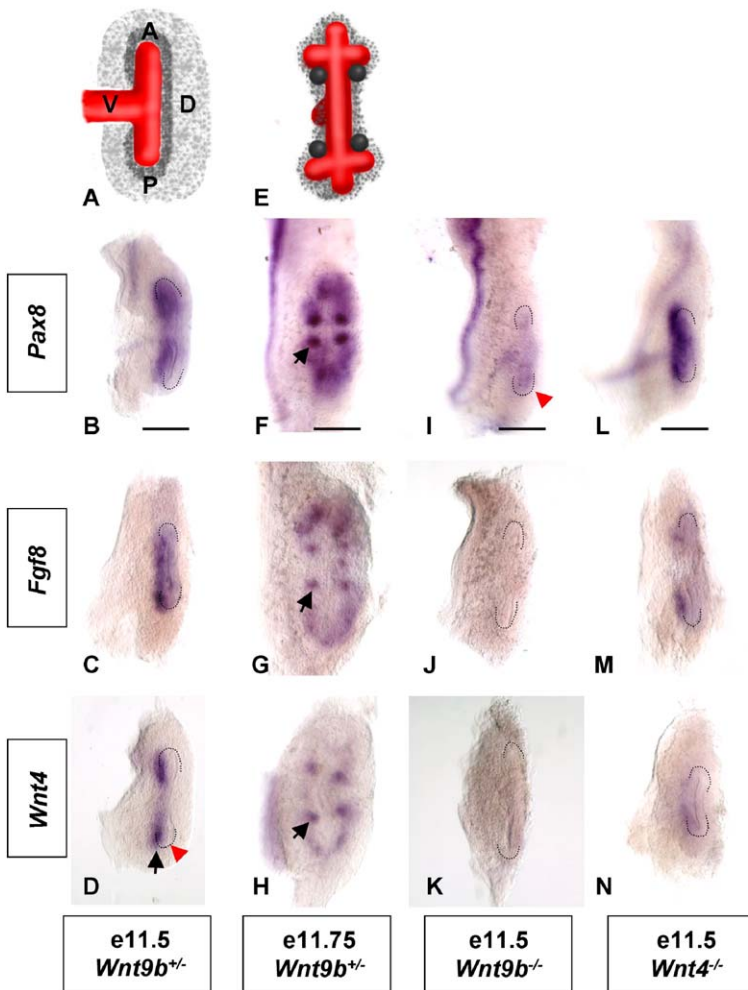 A
V
D
P
A
E
Pax8
B
F
I
L
Fgf8
C
G
J
M
Wnt4
D
H
K
N
e11.5
Wnt9b+/-
e11.75
Wnt9b+/-
e11.5
Wnt9b-/-
e11.5
Wnt4-/-